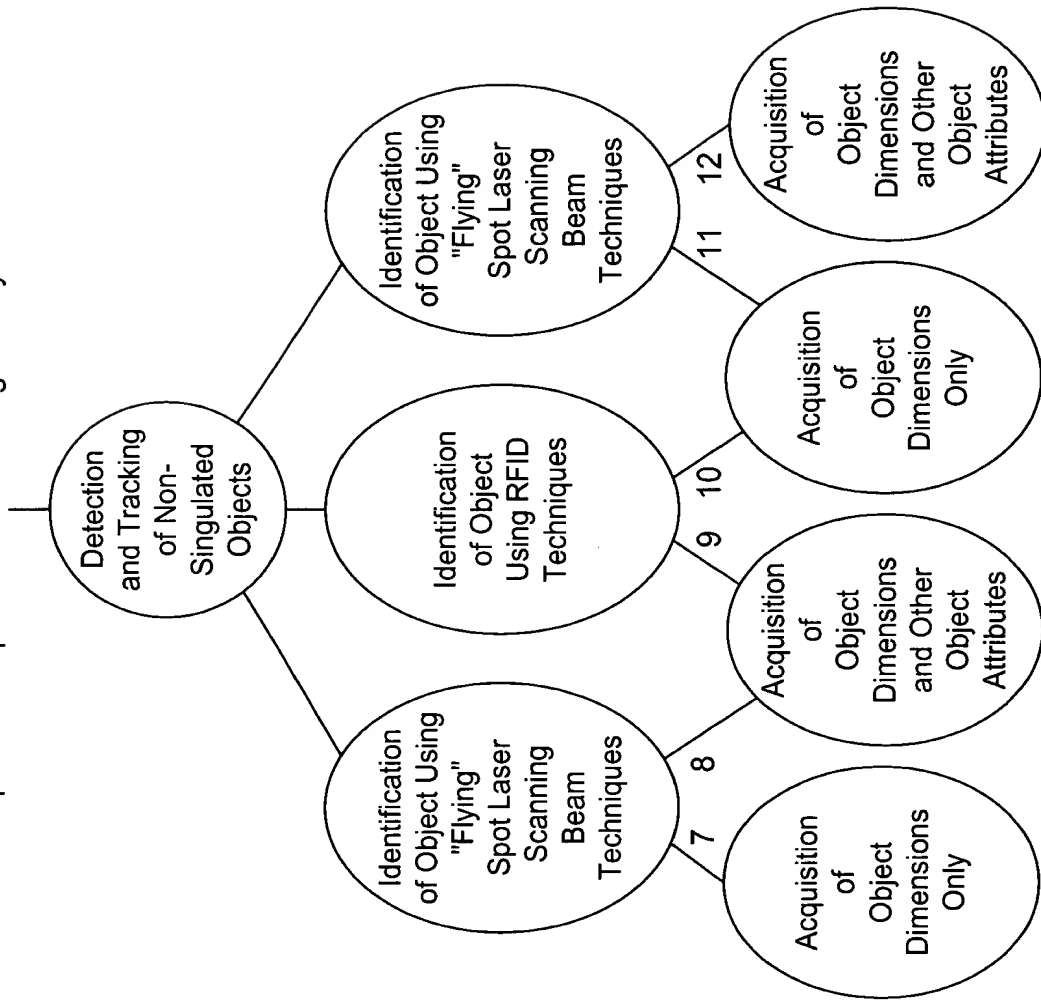 Detection
and Tracking
of Non-
Singulated
Objects
Identification
of Object Using
"Flying"
Spot Laser
Scanning
Beam
Techniques
Identification
of Object
Using RFID
Techniques
Identification
of Object Using
"Flying"
Spot Laser
Scanning
Beam
Techniques
7
8
9
10
11
12
Acquisition
of
Object
Dimensions
Only
Acquisition
of
Object
Dimensions
and Other
Object
Attributes
Acquisition
of
Object
Dimensions
Only
Acquisition
of
Object
Dimensions
and Other
Object
Attributes